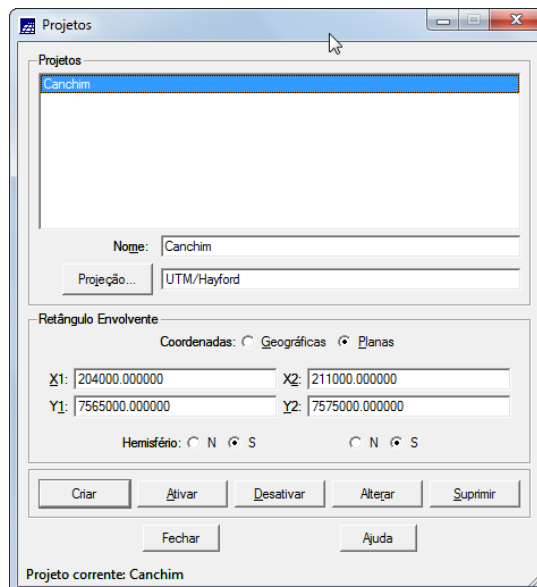 Projetos
Projetos
Canchim
Nome: Canchim
Projeção... UTM/Hayford
Retângulo Envolvente
Coordenadas: Geográficas Planas
X1: 204000.000000 X2: 211000.000000
Y1: 7565000.000000 Y2: 7575000.000000
Hemisfério: N S N S
Criar Ativar Desativar Alterar Suprimir
Fechar Ajuda
Projeto corrente: Canchim